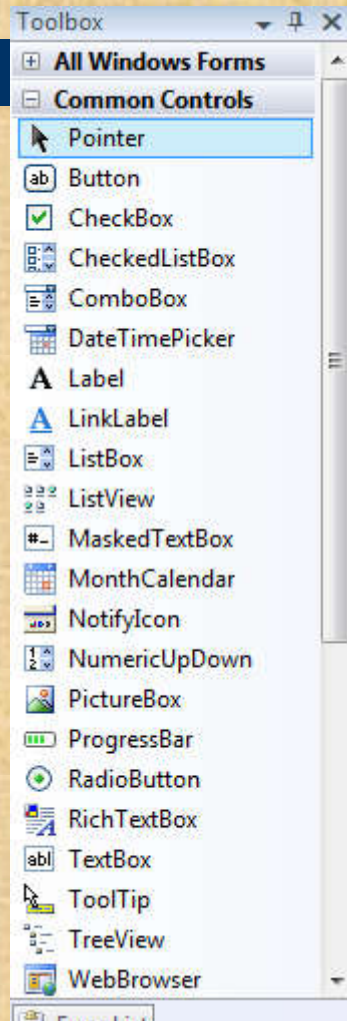 Toolbox
All Windows Forms
Common Controls
Pointer
Button
CheckBox
CheckedListBox
ComboBox
DateTimePicker
Label
LinkLabel
ListBox
ListView
MaskedTextBox
MonthCalendar
NotifyIcon
NumericUpDown
PictureBox
ProgressBar
RadioButton
RichTextBox
TextBox
ToolTip
TreeView
WebBrowser